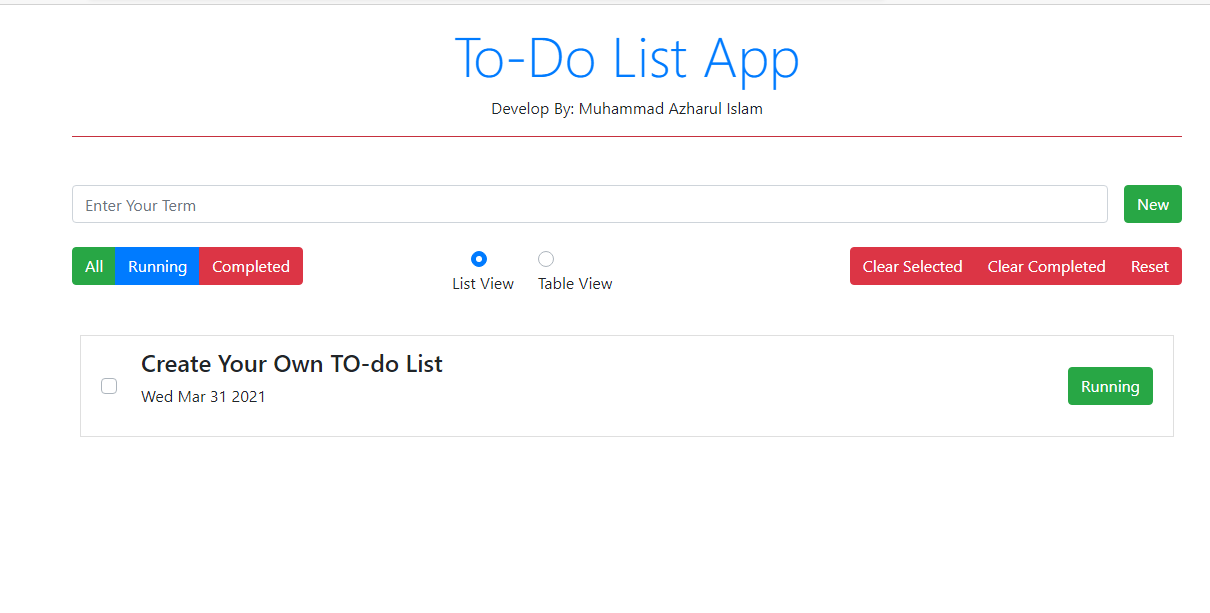 To-Do List App
Develop By: Muhammad Azharul Islam
Enter Your Term
New
All Running Completed
List View Table View
Clear Selected Clear Completed Reset
Create Your Own TO-do List
Wed Mar 31 2021
Running